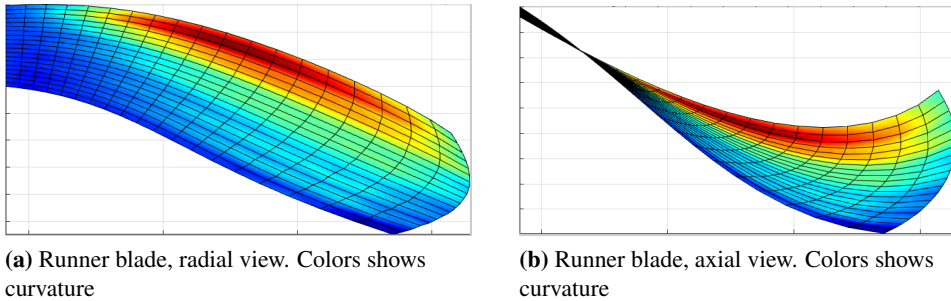 (a) Runner blade, radial view. Colors shows
curvature
(b) Runner blade, axial view. Colors shows
curvature